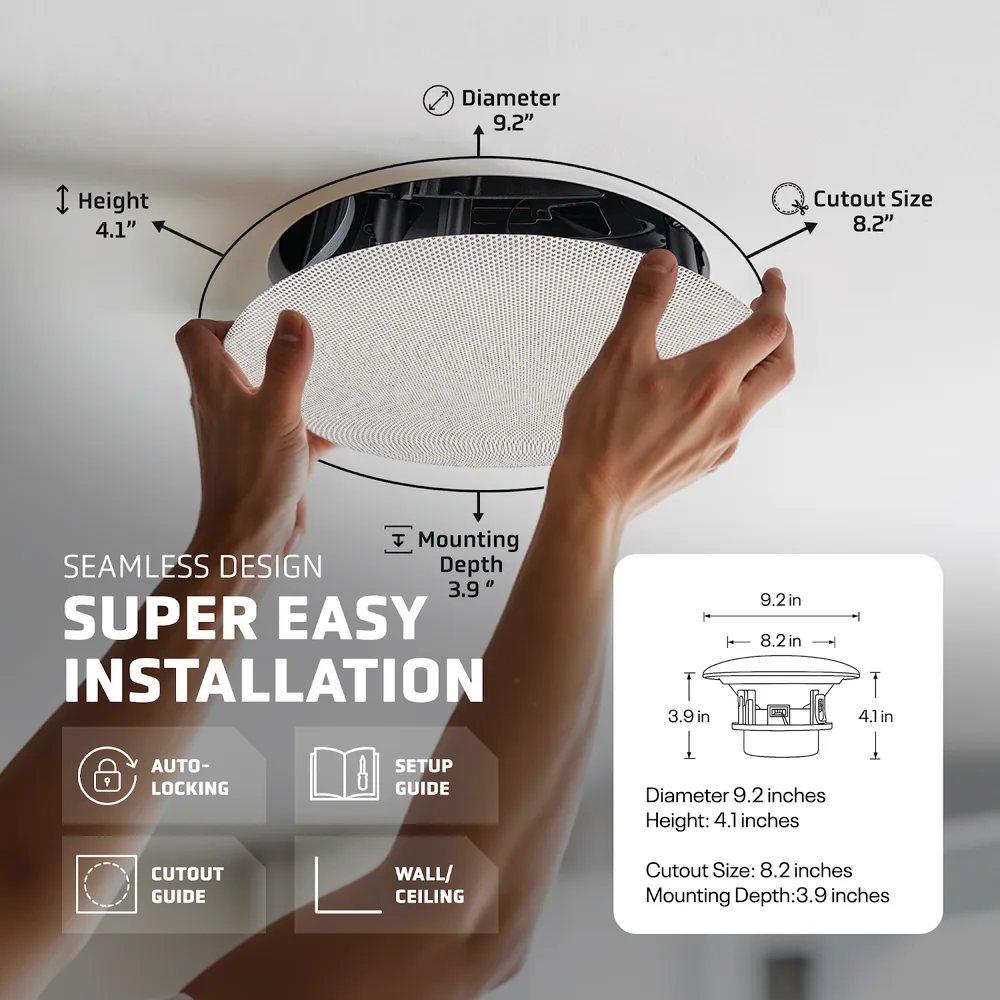 Diameter
9.2”
Height
4.1”
Cutout Size
8.2”
Mounting
Depth
3.9 ”
SEAMLESS DESIGN
SUPER EASY
INSTALLATION
AUTO-
LOCKING
SETUP
GUIDE
CUTOUT
GUIDE
WALL/
CEILING
9.2 in
8.2 in
3.9 in
4.1 in
Diameter 9.2 inches
Height: 4.1 inches
Cutout Size: 8.2 inches
Mounting Depth:3.9 inches